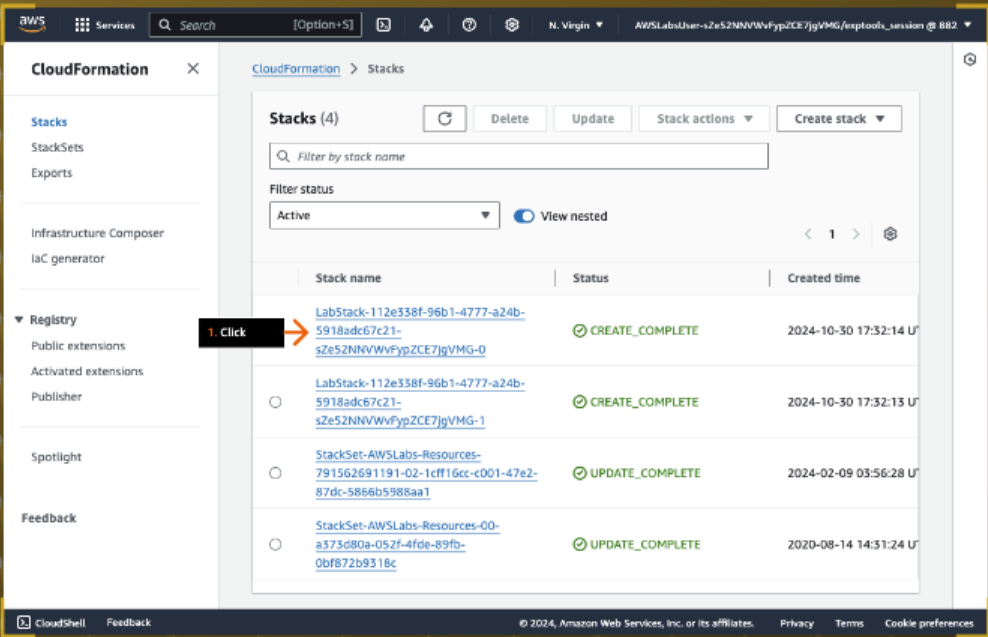 aws
Services
Search
[Option+S]
N. Virgin
AWSLabsUser-sZe52NNVWvFypZCE7jgVMG/exptools_session @ 882
CloudFormation
Stacks
StackSets
Exports
Infrastructure Composer
IaC generator
Registry
Public extensions
Activated extensions
Publisher
Spotlight
Feedback
CloudFormation > Stacks
Stacks (4)
Delete
Update
Stack actions
Create stack
Filter by stack name
Filter status
Active
View nested
1
Stack name
Status
Created time
1. Click
LabStack-112e338f-96b1-4777-a24b-
5918adc67c21-
sZe52NNVWvFypZCE7jgVMG-0
CREATE_COMPLETE
2024-10-30 17:32:14 UT
LabStack-112e338f-96b1-4777-a24b-
5918adc67c21-
sZe52NNVWvFypZCE7jgVMG-1
CREATE_COMPLETE
2024-10-30 17:32:13 UT
StackSet-AWSLabs-Resources-
791562691191-02-1cff16cc-c001-47e2-
87dc-5866b5988aa1
UPDATE_COMPLETE
2024-02-09 03:56:28 UT
StackSet-AWSLabs-Resources-00-
a373d80a-052f-4fde-89fb-
0bf872b9318c
UPDATE_COMPLETE
2020-08-14 14:31:24 UT
CloudShell
Feedback
© 2024, Amazon Web Services, Inc. or its affiliates.
Privacy
Terms
Cookie preferences